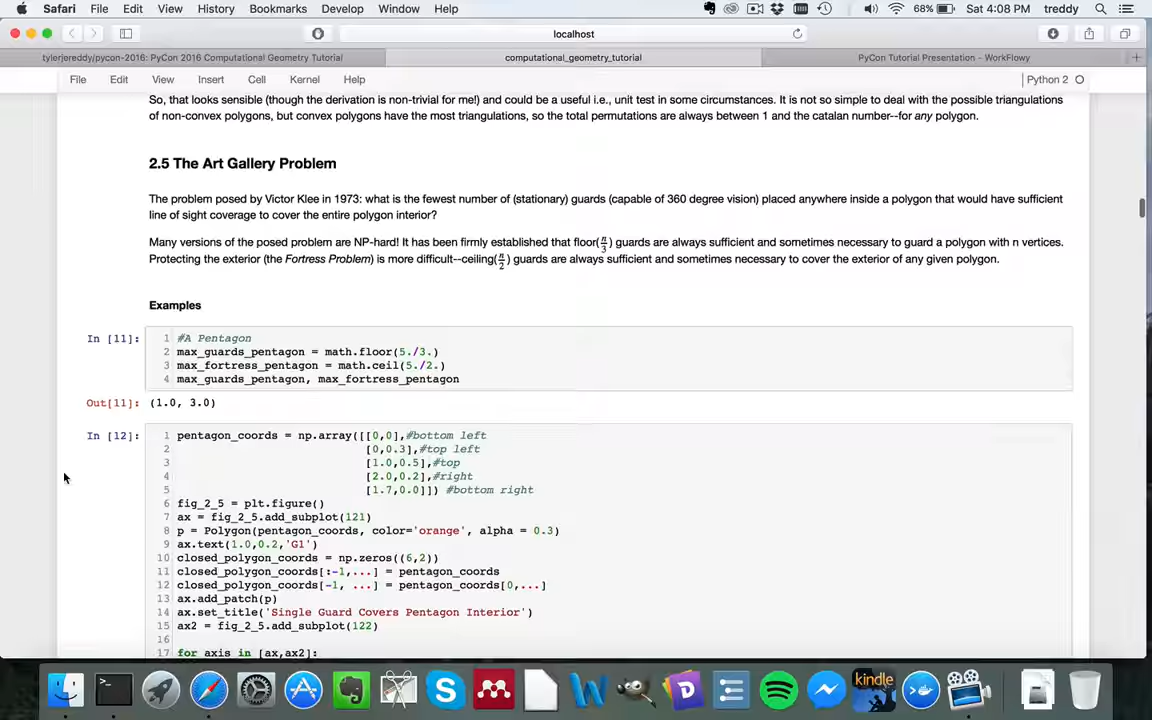 Safari File Edit View History Bookmarks Develop Window Help 68% Sat 4:08 PM treddy
localhost
tylerjereddy/pycon-2016: PyCon 2016 Computational Geometry Tutorial computational_geometry_tutorial PyCon Tutorial Presentation - WorkFlowy
File Edit View Insert Cell Kernel Help Python 2
So, that looks sensible (though the derivation is non-trivial for me!) and could be a useful i.e., unit test in some circumstances. It is not so simple to deal with the possible triangulations
of non-convex polygons, but convex polygons have the most triangulations, so the total permutations are always between 1 and the catalan number--for any polygon.
2.5 The Art Gallery Problem
The problem posed by Victor Klee in 1973: what is the fewest number of (stationary) guards (capable of 360 degree vision) placed anywhere inside a polygon that would have sufficient
line of sight coverage to cover the entire polygon interior?
Many versions of the posed problem are NP-hard! It has been firmly established that floor(n/3) guards are always sufficient and sometimes necessary to guard a polygon with n vertices.
Protecting the exterior (the Fortress Problem) is more difficult--ceiling(n/2) guards are always sufficient and sometimes necessary to cover the exterior of any given polygon.
Examples
In [11]: 1 #A Pentagon
2 max_guards_pentagon = math.floor(5./3.)
3 max_fortress_pentagon = math.ceil(5./2.)
4 max_guards_pentagon, max_fortress_pentagon
Out[11]: (1.0, 3.0)
In [12]: 1 pentagon_coords = np.array([[0,0],#bottom left
2 [0,0.3],#top left
3 [1.0,0.5],#top
4 [2.0,0.2],#right
5 [1.7,0.0]]) #bottom right
6 fig_2_5 = plt.figure()
7 ax = fig_2_5.add_subplot(121)
8 p = Polygon(pentagon_coords, color='orange', alpha = 0.3)
9 ax.text(1.0,0.2,'G1')
10 closed_polygon_coords = np.zeros((6,2))
11 closed_polygon_coords[:-1,...] = pentagon_coords
12 closed_polygon_coords[-1, ...] = pentagon_coords[0,...]
13 ax.add_patch(p)
14 ax.set_title('Single Guard Covers Pentagon Interior')
15 ax2 = fig_2_5.add_subplot(122)
16
17 for axis in [ax,ax2]:
kindle